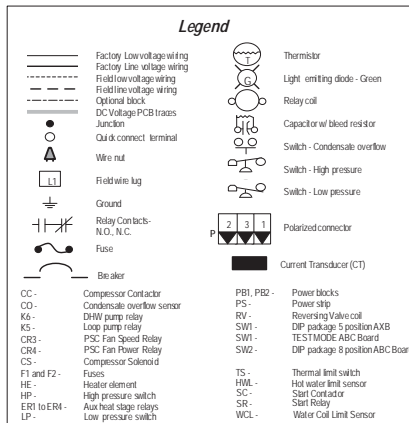 Legend
Factory Low voltage wiring
Factory Line voltage wiring
Field low voltage wiring
Field line voltage wiring
Optional block
DC Voltage PCB traces
Junction
Quick connect terminal
Wire nut
L1
Field wire lug
Ground
Relay Contacts-
N.O., N.C.
Fuse
Breaker
T
Thermistor
G
Light emitting diode - Green
Relay coil
Capacitor w/ bleed resistor
Switch - Condensate overflow
Switch - High pressure
Switch - Low pressure
P
2 3 1
Polarized connector
Current Transducer (CT)
CC - Compressor Contactor
CO - Condensate overflow sensor
K6 - DHW pump relay
K5 - Loop pump relay
CR3 - PSC Fan Speed Relay
CR4 - PSC Fan Power Relay
CS - Compressor Solenoid
F1 and F2 - Fuses
HE - Heater element
HP - High pressure switch
ER1 to ER4 - Aux heat stage relays
LP - Low pressure switch
PB1, PB2 - Power blocks
PS - Power strip
RV - Reversing Valve coil
SW1 - DIP package 5 position AXB
SW1 - TEST MODE ABC Board
SW2 - DIP package 8 position ABC Board
TS - Thermal limit switch
HWL - Hot water limit sensor
SC - Start Contactor
SR - Start Relay
WCL - Water Coil Limit Sensor